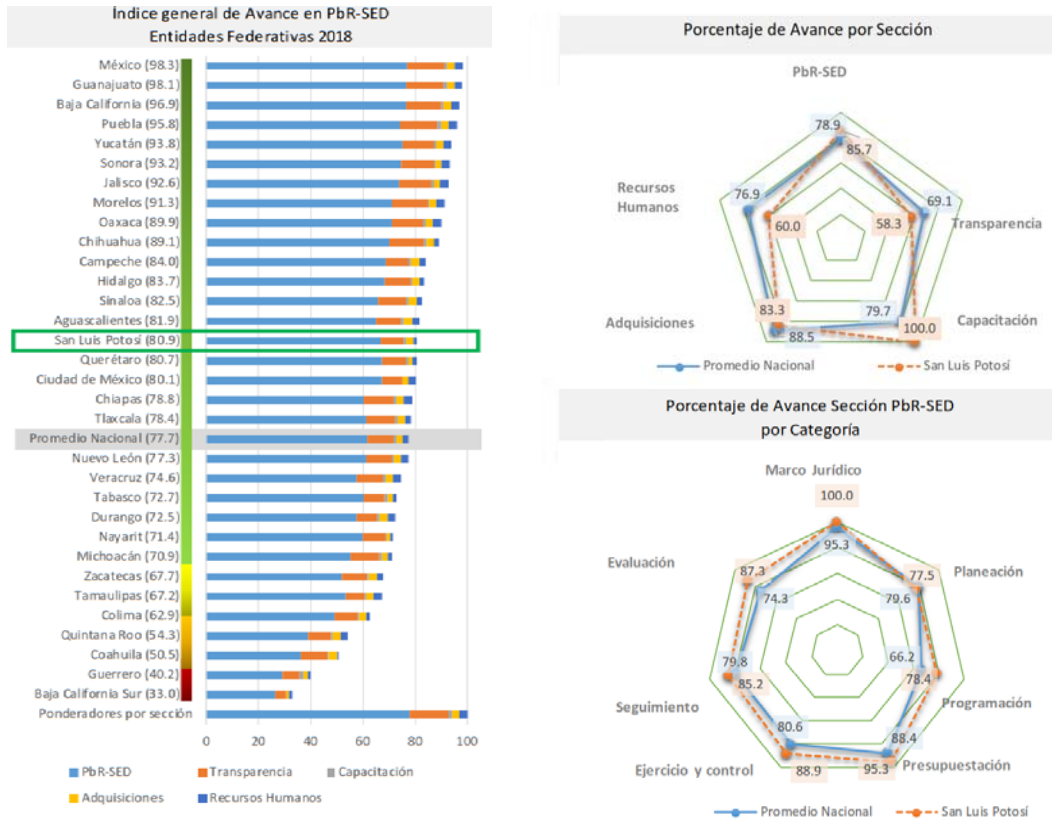 Índice general de Avance en PbR-SED
Entidades Federativas 2018
México (98.3)
Guanajuato (98.1)
Baja California (96.9)
Puebla (95.8)
Yucatán (93.8)
Sonora (93.2)
Jalisco (92.6)
Morelos (91.3)
Oaxaca (89.9)
Chihuahua (89.1)
Campeche (84.0)
Hidalgo (83.7)
Sinaloa (82.5)
Aguascalientes (81.9)
San Luis Potosí (80.9)
Querétaro (80.7)
Ciudad de México (80.1)
Chiapas (78.8)
Tlaxcala (78.4)
Promedio Nacional (77.7)
Nuevo León (77.3)
Veracruz (74.6)
Tabasco (72.7)
Durango (72.5)
Nayarit (71.4)
Michoacán (70.9)
Zacatecas (67.7)
Tamaulipas (67.2)
Colima (62.9)
Quintana Roo (54.3)
Coahuila (50.5)
Guerrero (40.2)
Baja California Sur (33.0)
Ponderadores por sección
0 20 40 60 80 100
PbR-SED Transparencia Capacitación
Adquisiciones Recursos Humanos
Porcentaje de Avance por Sección
PbR-SED
78.9
85.7
Recursos
Humanos
76.9
60.0
69.1
58.3
Transparencia
Adquisiciones
83.3
88.5
79.7
100.0
Capacitación
Promedio Nacional San Luis Potosí
Porcentaje de Avance Sección PbR-SED
por Categoría
Marco Jurídico
100.0
95.3
Evaluación
87.3
74.3
77.5
79.6
Planeación
79.8
85.2
Seguimiento
66.2
78.4
Programación
80.6
88.9
Ejercicio y control
88.4
95.3
Presupuestación
Promedio Nacional San Luis Potosí